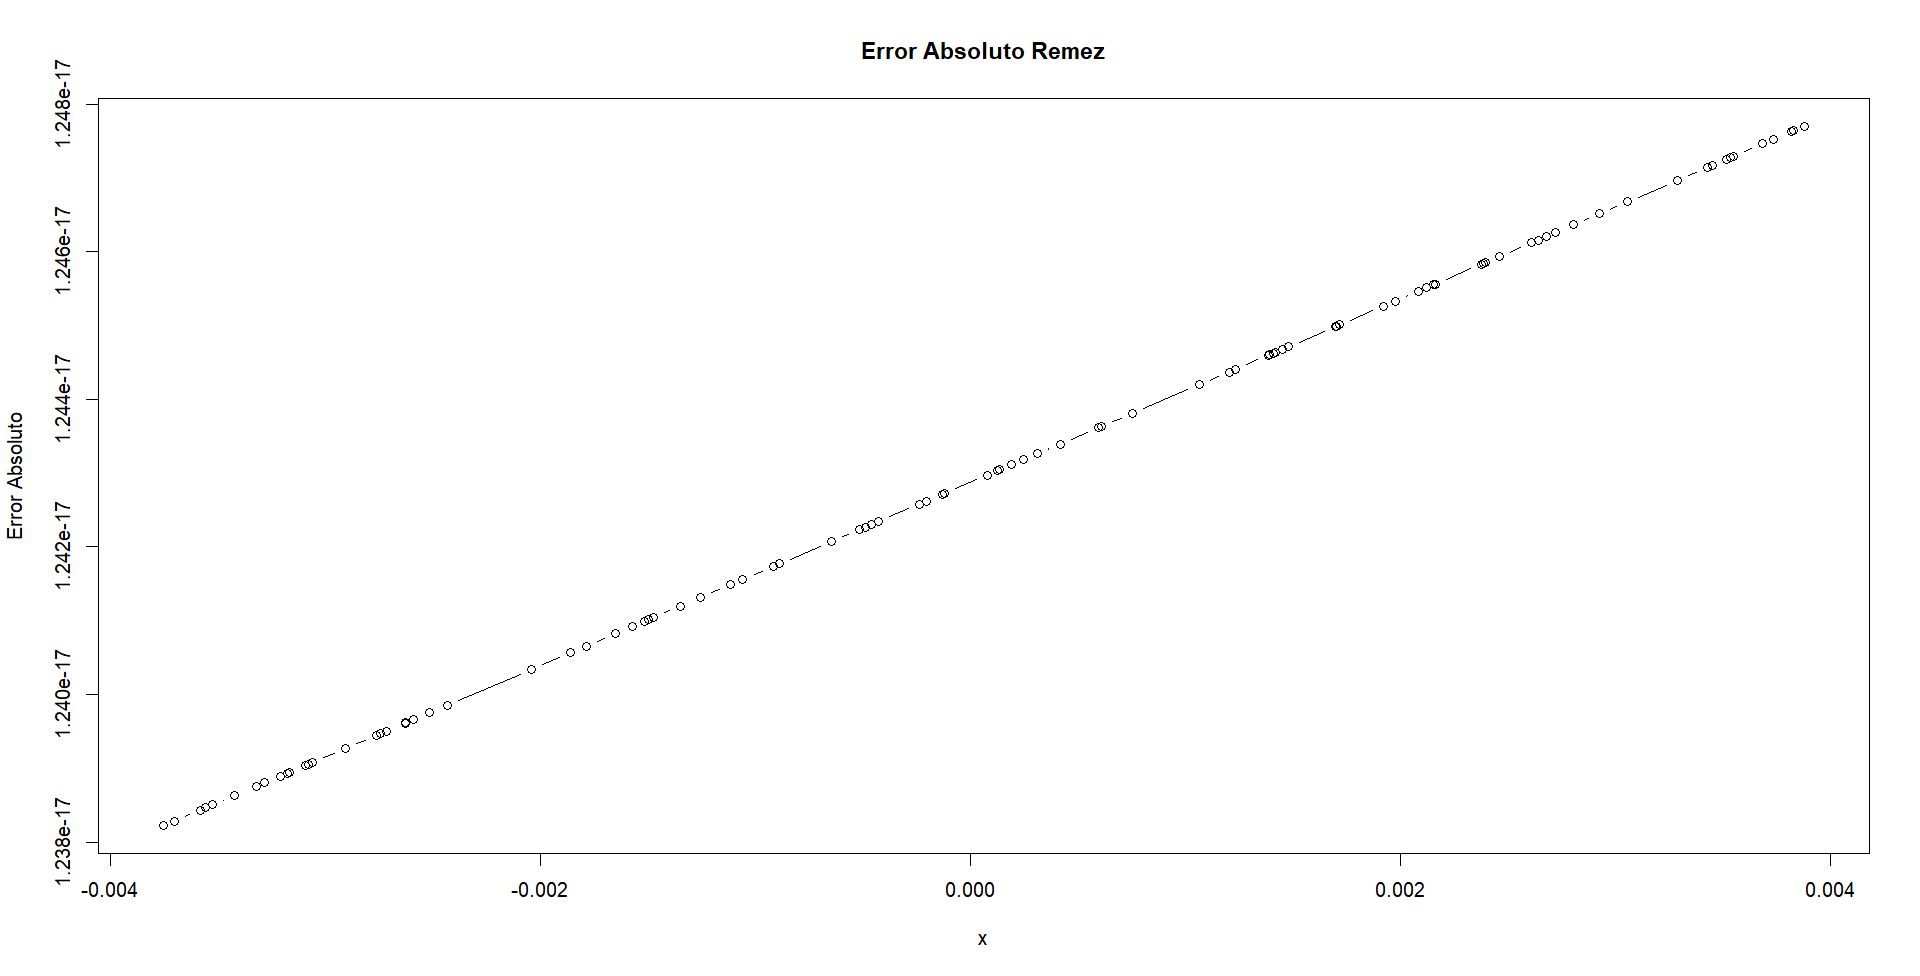 Error Absoluto Remez
Error Absoluto
1.248e-17
1.246e-17
1.244e-17
1.242e-17
1.240e-17
1.238e-17
-0.004
-0.002
0.000
0.002
0.004
x